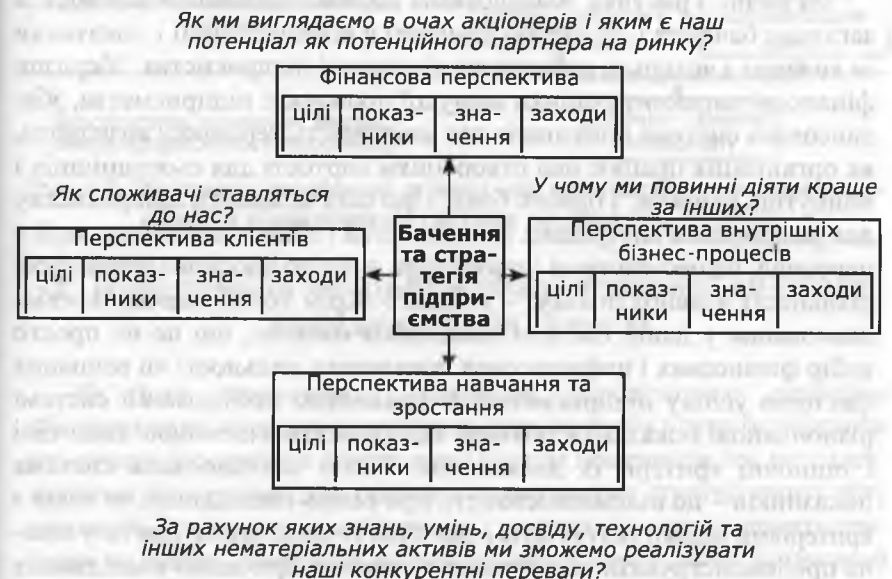 Як ми виглядаємо в очах акціонерів і яким є наш
потенціал як потенційного партнера на ринку?
Фінансова перспектива
цілі показ- зна- заходи
ники чення
Як споживачі ставляться
до нас?
Перспектива клієнтів
цілі показ- зна- заходи
ники чення
Бачення
та стра-
тегія
підпри-
ємства
У чому ми повинні діяти краще
за інших?
Перспектива внутрішніх
бізнес-процесів
цілі показ- зна- заходи
ники чення
Перспектива навчання та
зростання
цілі показ- зна- заходи
ники чення
За рахунок яких знань, умінь, досвіду, технологій та
інших нематеріальних активів ми зможемо реалізувати
наші конкурентні переваги?